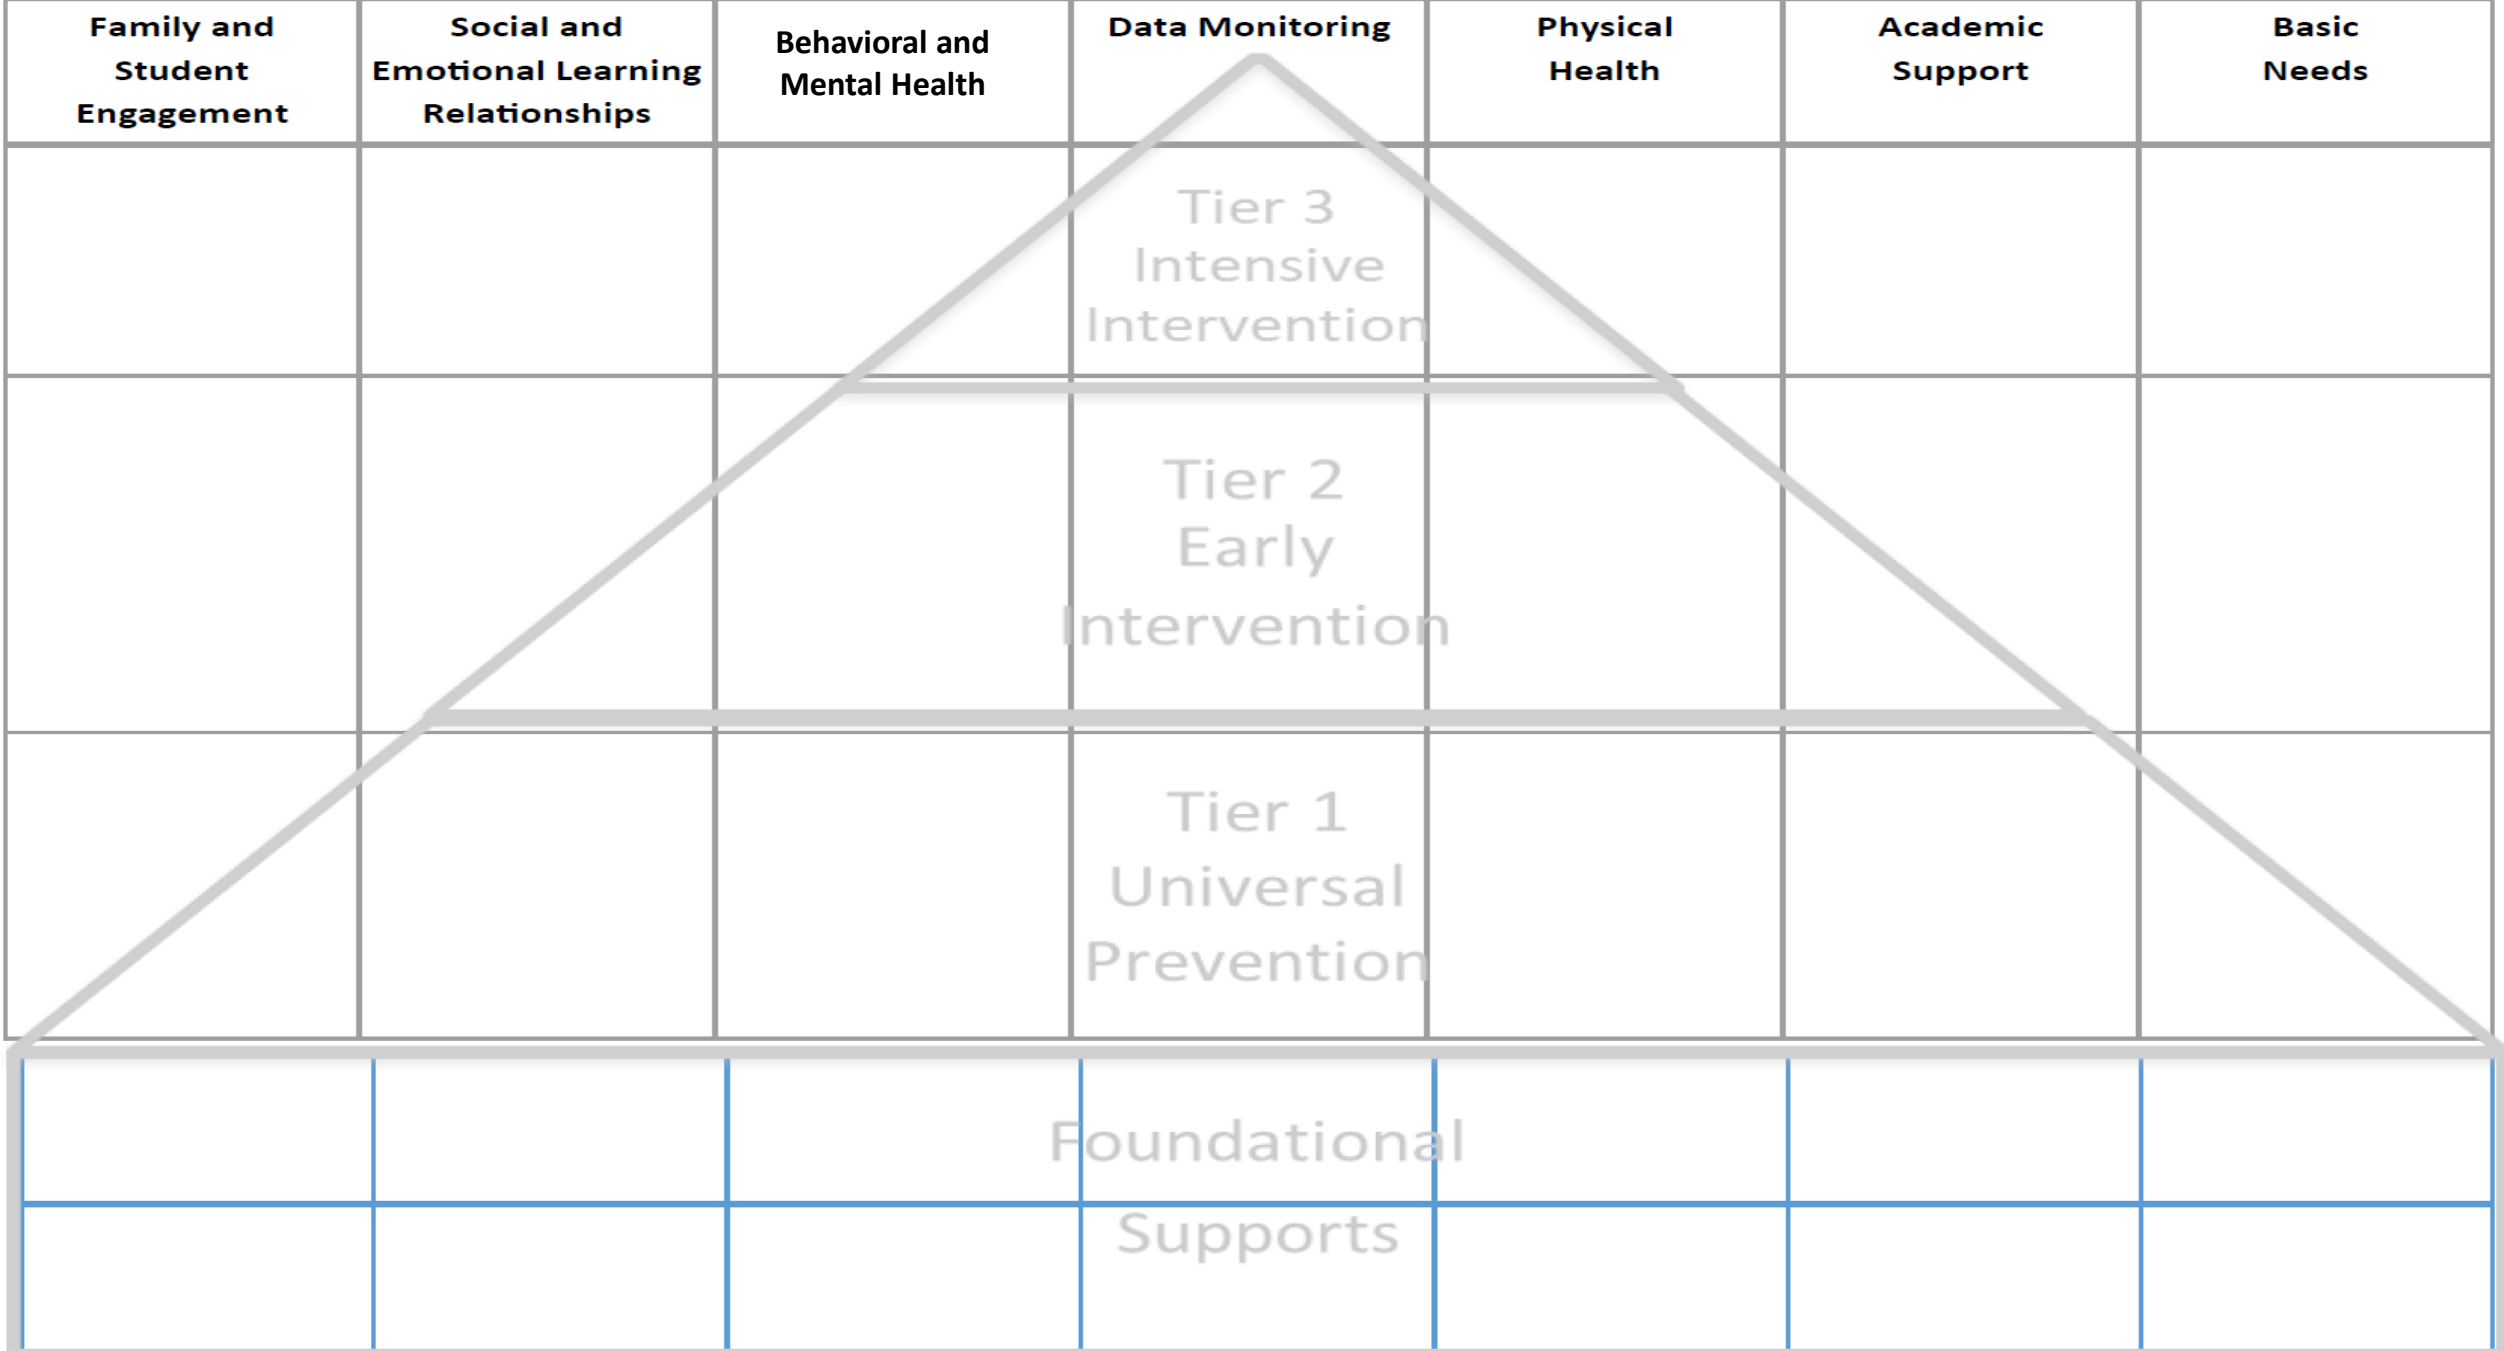 Family and
Student
Engagement
Social and
Emotional Learning
Relationships
Behavioral and
Mental Health
Data Monitoring
Physical
Health
Academic
Support
Basic
Needs
Tier 3
Intensive
Intervention
Tier 2
Early
Intervention
Tier 1
Universal
Prevention
Foundational
Supports